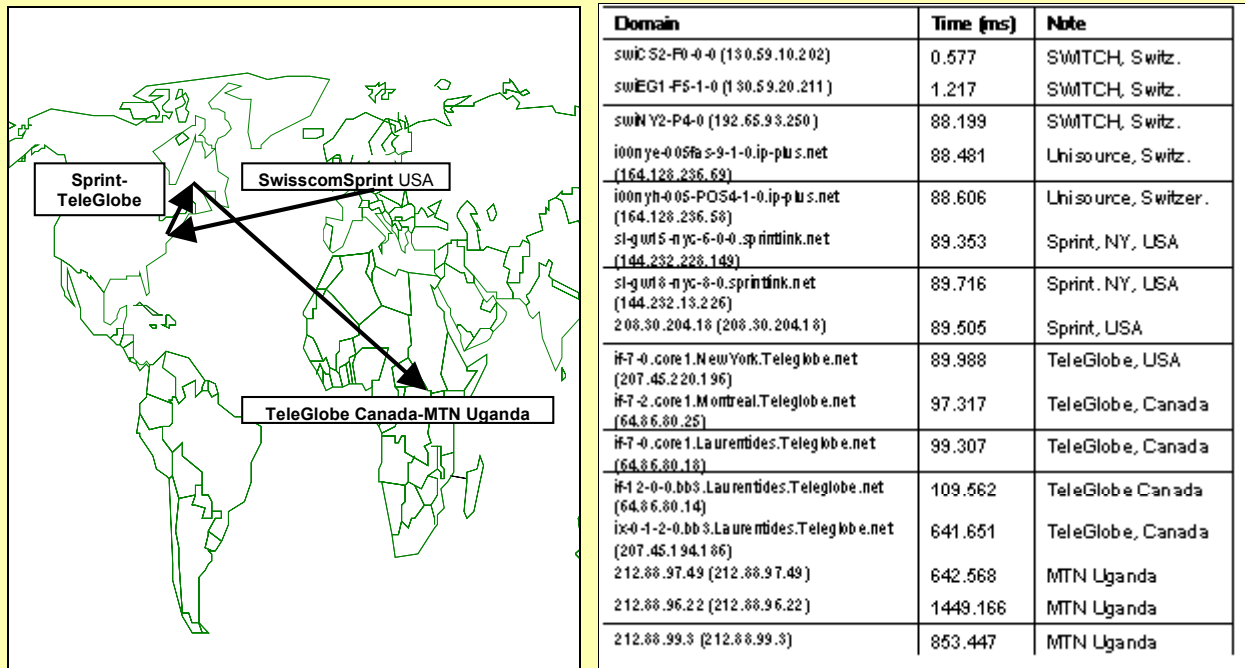 Sprint-
TeleGlobe
SwisscomSprint USA
TeleGlobe Canada-MTN Uganda
Domain Time (ms) Note
swiCS2-F0-0-0 (130.59.10.202) 0.577 SWITCH, Switz.
swiEG1-F5-1-0 (130.59.20.211) 1.217 SWITCH, Switz.
swiNY2-P4-0 (192.65.93.250) 88.199 SWITCH, Switz.
i00nye-005fas-9-1-0.ip-plus.net
(164.128.236.69) 88.481 Unisource, Switz.
i00nyh-005-POS4-1-0.ip-plus.net
(164.128.236.58) 88.606 Unisource, Switzer.
sl-gw15-nyc-6-0-0.sprintlink.net
(144.232.228.149) 89.353 Sprint, NY, USA
sl-gw18-nyc-8-0.sprintlink.net
(144.232.13.226) 89.716 Sprint. NY, USA
208.30.204.18 (208.30.204.18) 89.505 Sprint, USA
if-7-0.core1.NewYork.Teleglobe.net
(207.45.220.196) 89.988 TeleGlobe, USA
if-7-2.core1.Montreal.Teleglobe.net
(64.86.80.25) 97.317 TeleGlobe, Canada
if-7-0.core1.Laurentides.Teleglobe.net
(64.86.80.18) 99.307 TeleGlobe, Canada
if-12-0-0.bb3.Laurentides.Teleglobe.net
(64.86.80.14) 109.562 TeleGlobe Canada
ix-0-1-2-0.bb3.Laurentides.Teleglobe.net
(207.45.194.186) 641.651 TeleGlobe, Canada
212.88.97.49 (212.88.97.49) 642.568 MTN Uganda
212.88.96.22 (212.88.96.22) 1449.166 MTN Uganda
212.88.99.3 (212.88.99.3) 853.447 MTN Uganda